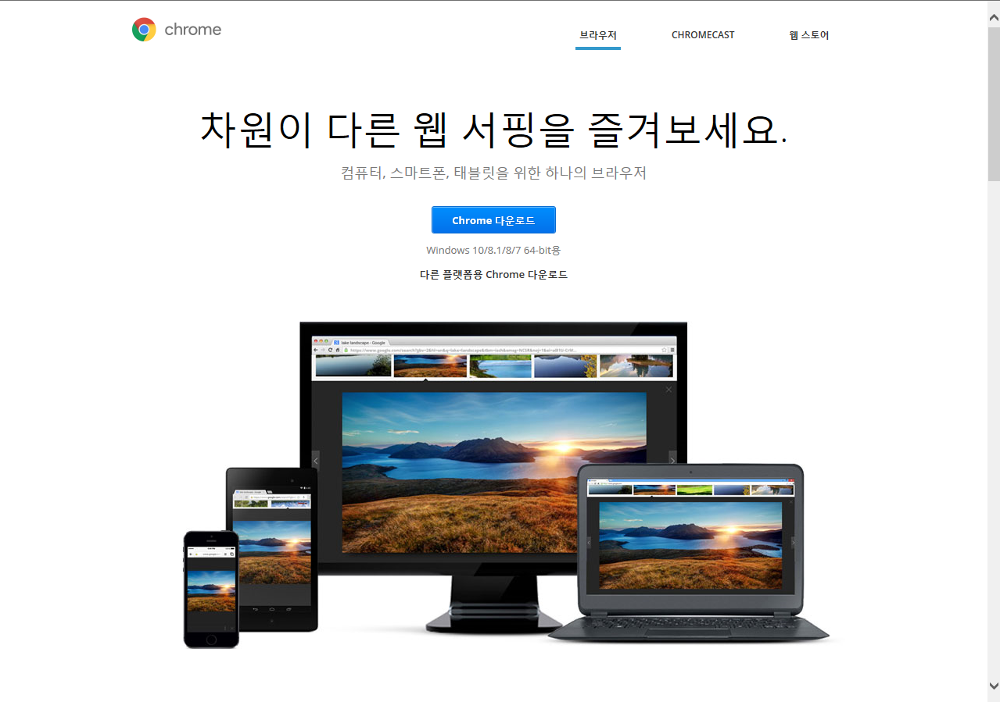 chrome
브라우저
CHROMECAST
웹 스토어
차원이 다른 웹 서핑을 즐겨보세요.
컴퓨터, 스마트폰, 태블릿을 위한 하나의 브라우저
Chrome 다운로드
Windows 10/8.1/8/7 64-bit용
다른 플랫폼용 Chrome 다운로드
lake landscape - Google